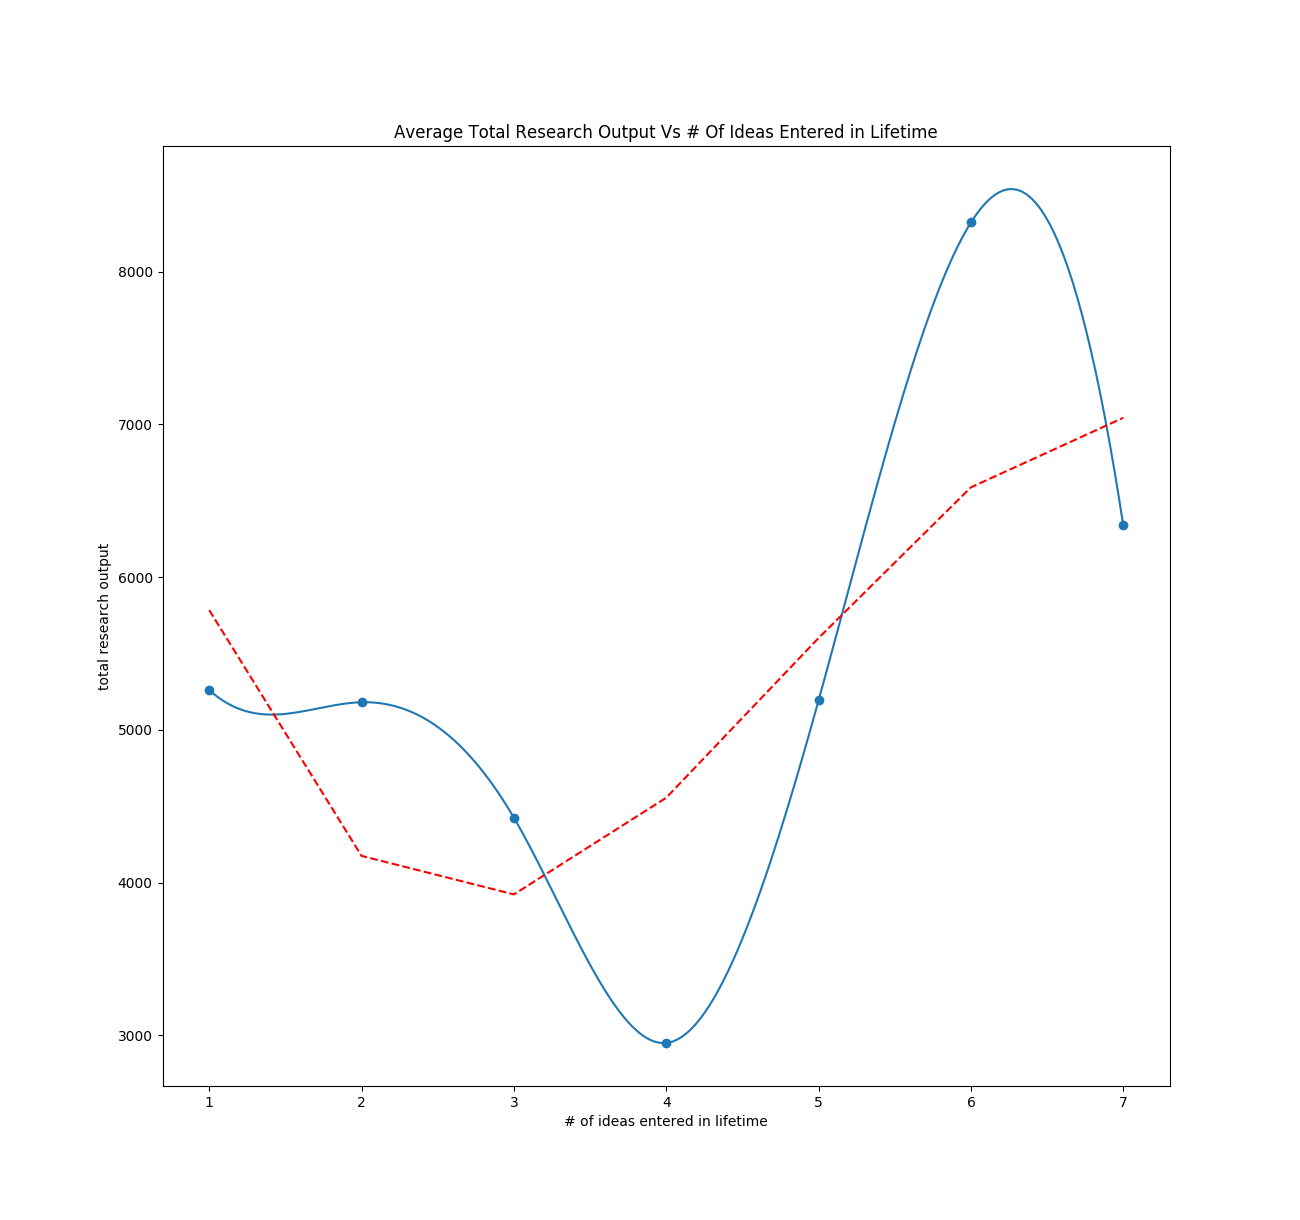 Average Total Research Output Vs # Of Ideas Entered in Lifetime
8000
7000
6000
5000
4000
3000
total research output
1 2 3 4 5 6 7
# of ideas entered in lifetime